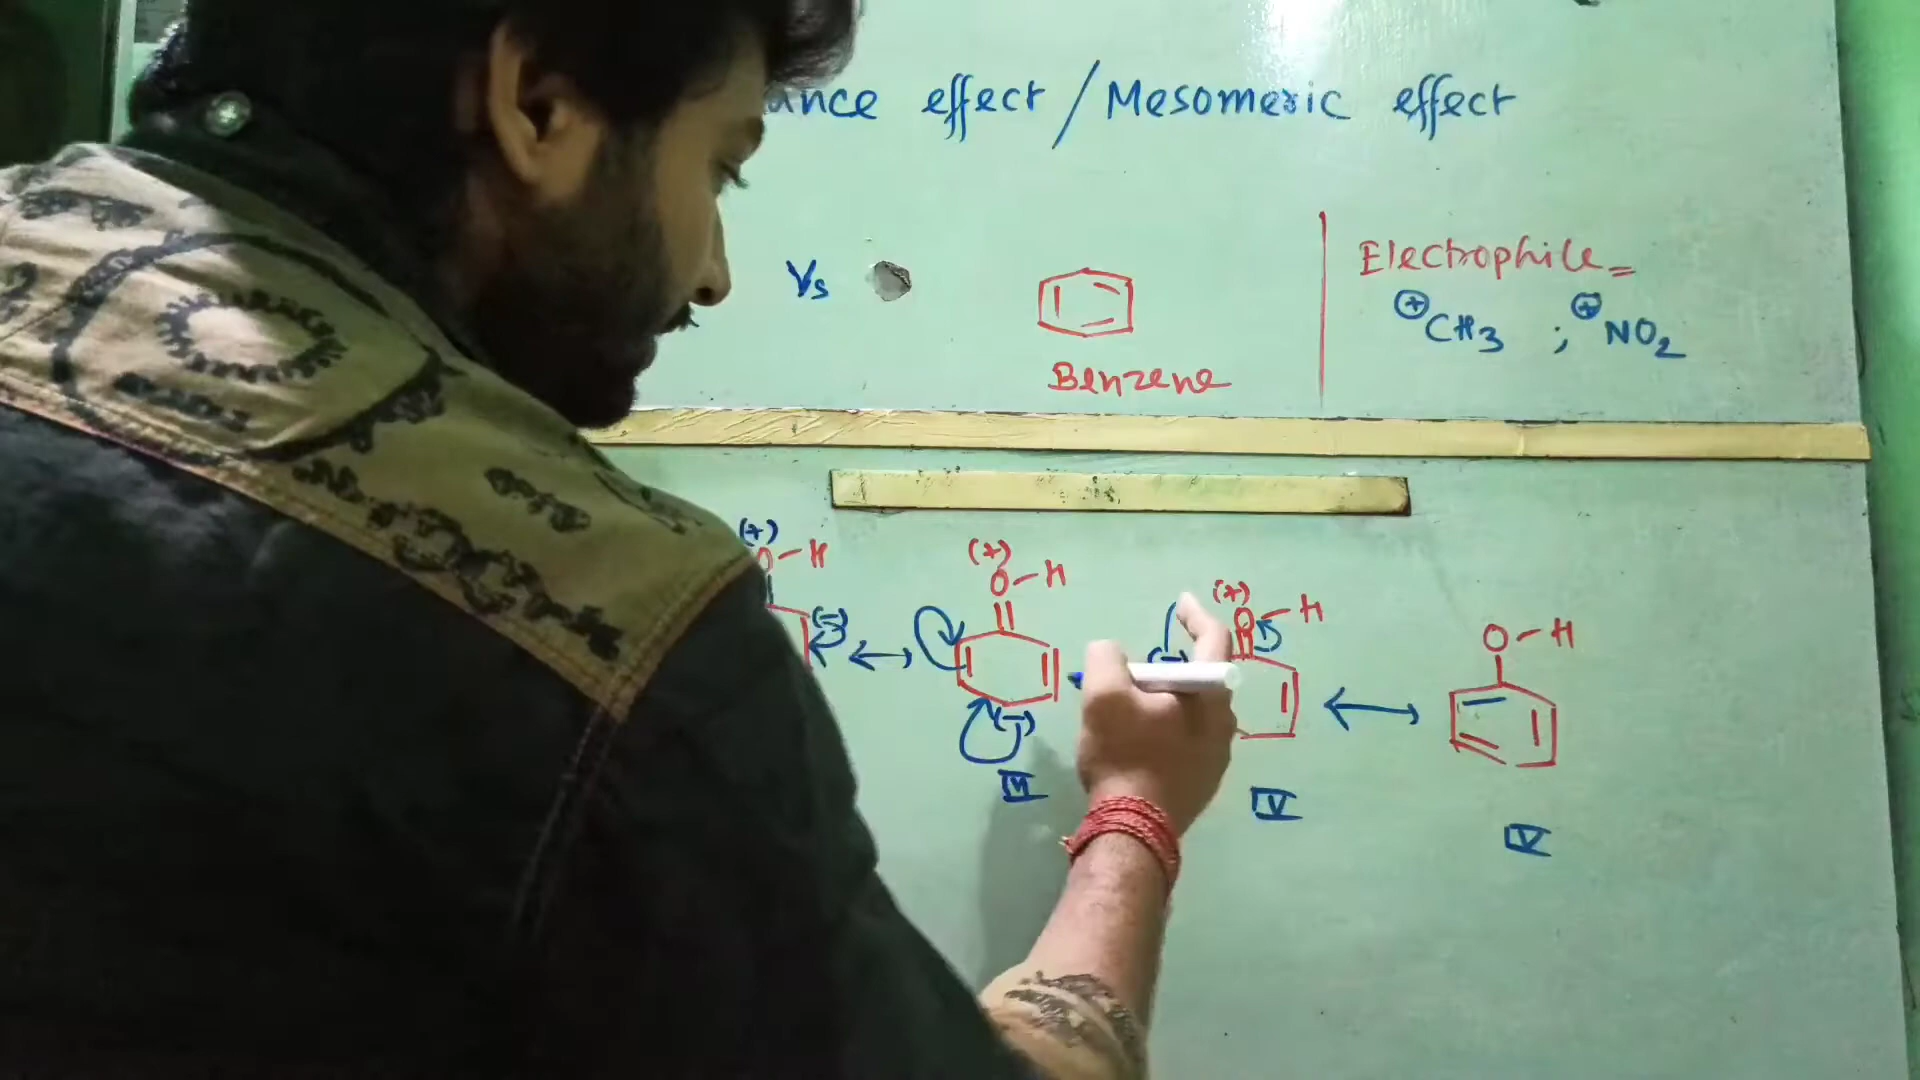 ance effect / Mesomeric effect
Vs
Benzene
Electrophile =
⊕CH3 ; ⊕NO2
(+)
O-H
(-)
(+)
O-H
(-)
III
(+)
O-H
(-)
IV
O-H
V